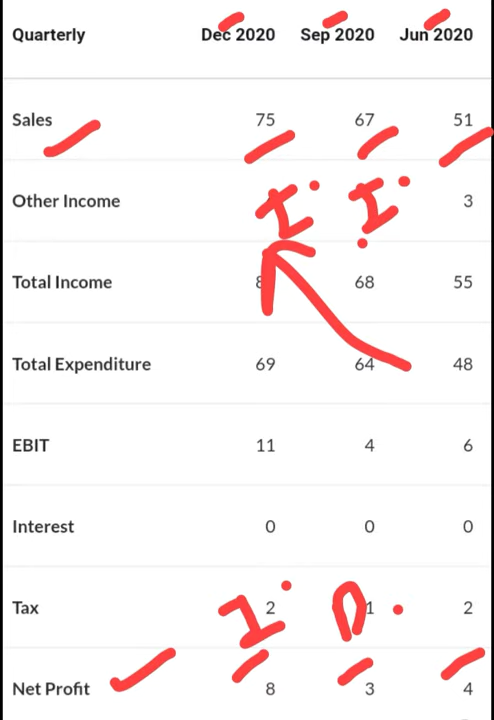 Quarterly Dec 2020 Sep 2020 Jun 2020
Sales 75 67 51
Other Income 3
Total Income 68 55
Total Expenditure 69 64 48
EBIT 11 4 6
Interest 0 0 0
Tax 2 1 2
Net Profit 8 3 4